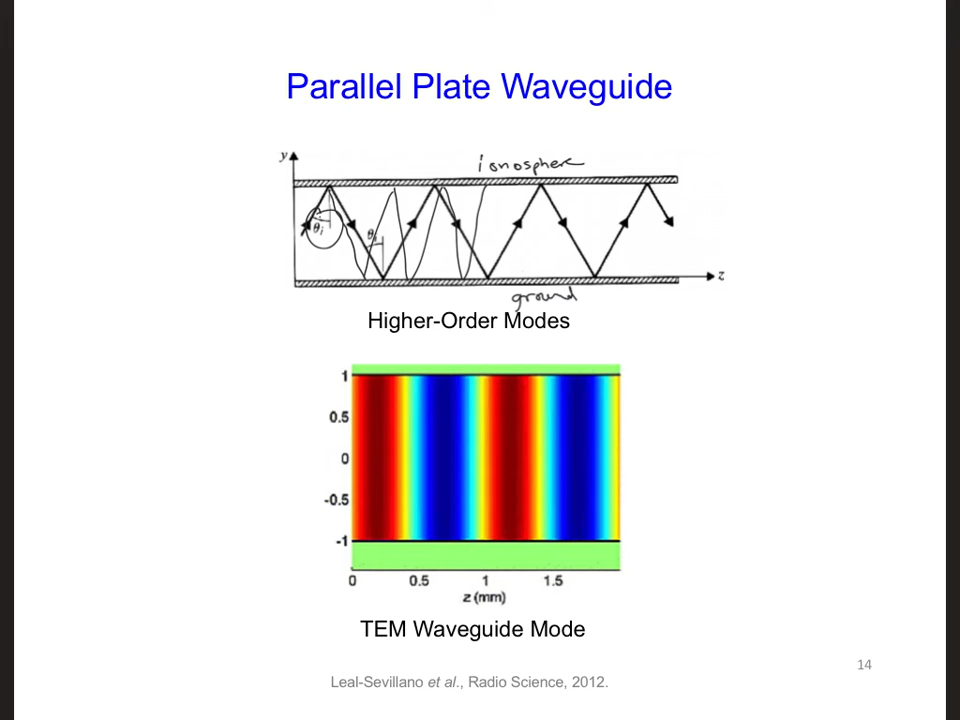 Parallel Plate Waveguide
y
ionosphere
θi
θi
z
ground
Higher-Order Modes
1
0.5
0
-0.5
-1
0 0.5 1 1.5
z (mm)
TEM Waveguide Mode
14
Leal-Sevillano et al., Radio Science, 2012.